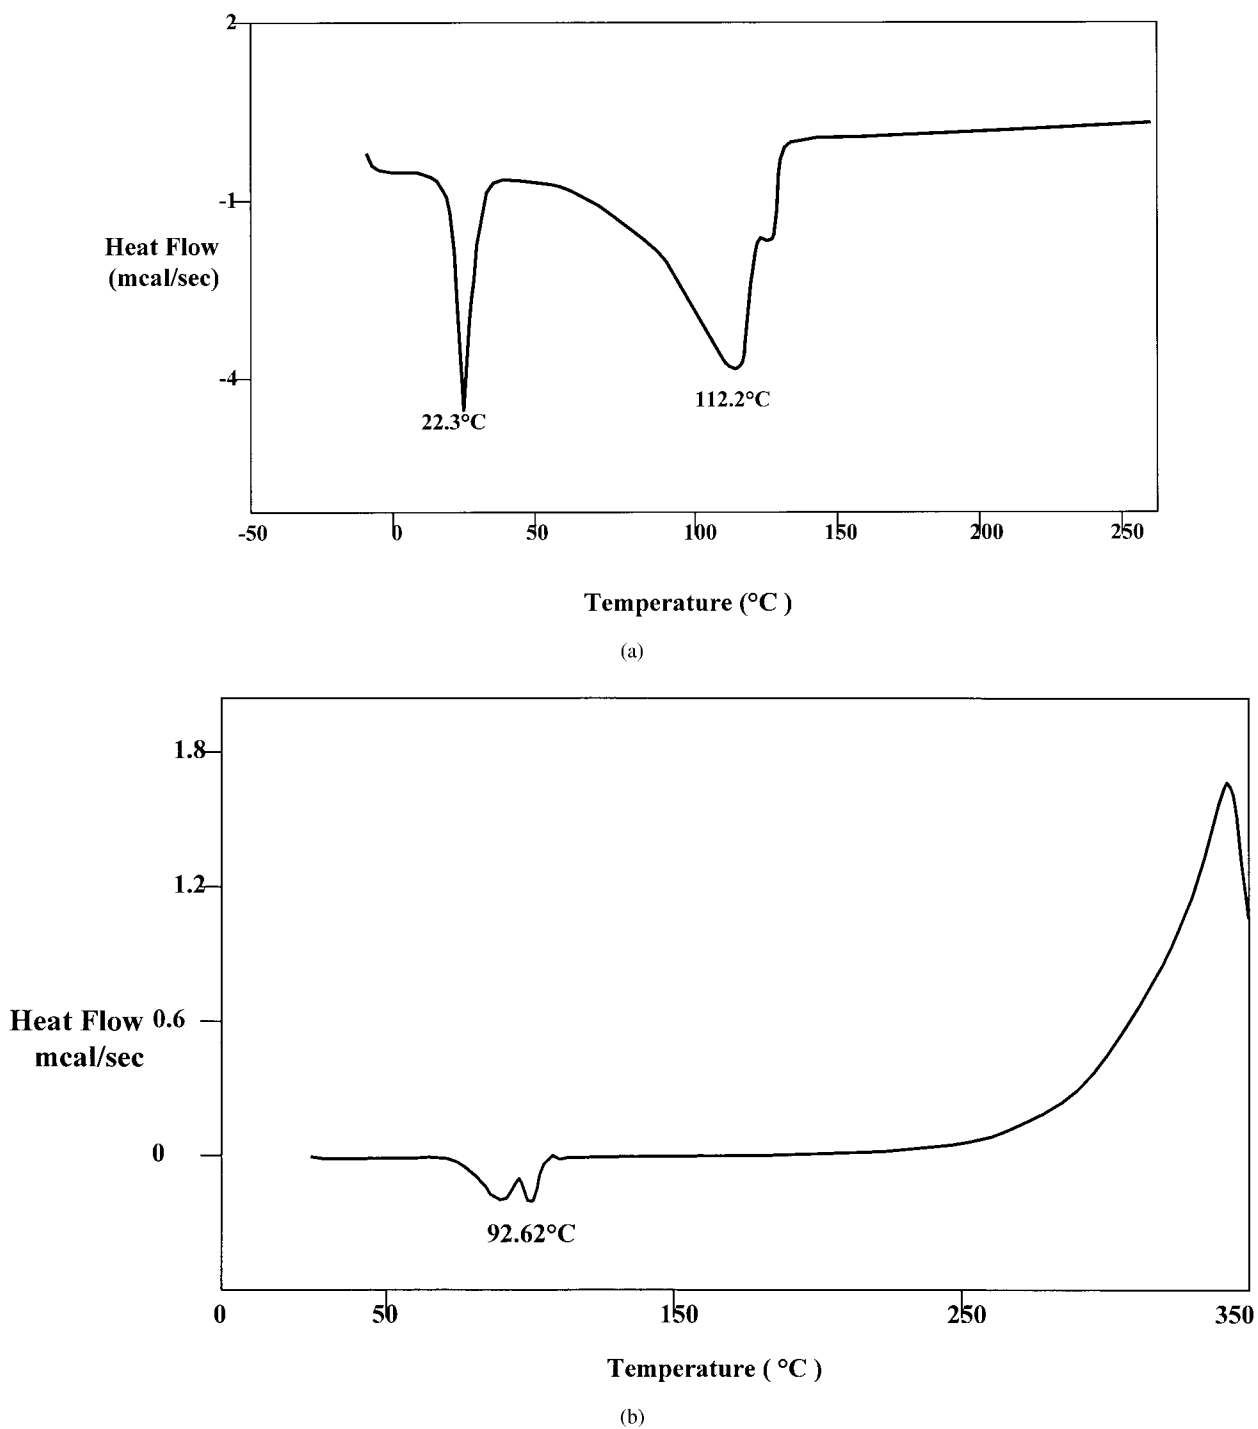 2
-1
Heat Flow
(mcal/sec)
-4
22.3°C
112.2°C
-50 0 50 100 150 200 250
Temperature (°C )
(a)
1.8
1.2
Heat Flow 0.6
mcal/sec
0
92.62°C
0 50 150 250 350
Temperature ( °C )
(b)